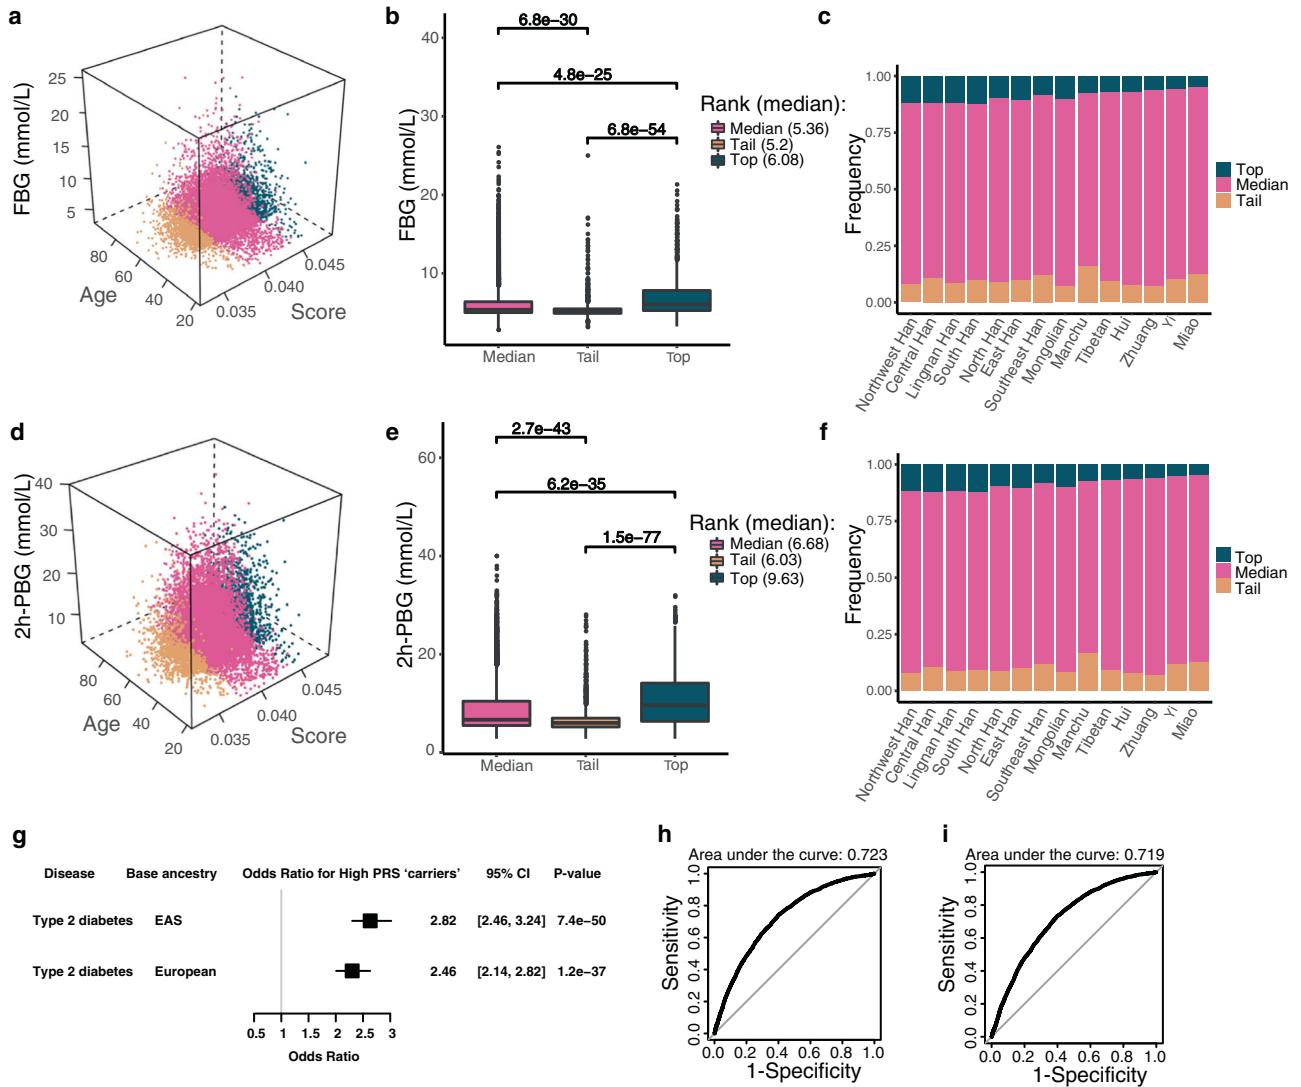 a
FBG (mmol/L)
25
20
15
10
5
80
60
40
20
Age
0.035
0.040
0.045
Score
b
FBG (mmol/L)
40
30
20
10
6.8e−30
4.8e−25
6.8e−54
Median
Tail
Top
Rank (median):
Median (5.36)
Tail (5.2)
Top (6.08)
c
Frequency
1.00
0.75
0.50
0.25
0.00
Northwest Han
Central Han
Lingnan Han
South Han
North Han
East Han
Southeast Han
Mongolian
Manchu
Tibetan
Hui
Zhuang
Yi
Miao
Top
Median
Tail
d
2h-PBG (mmol/L)
40
30
20
10
80
60
40
20
Age
0.035
0.040
0.045
Score
e
2h-PBG (mmol/L)
60
40
20
0
2.7e−43
6.2e−35
1.5e−77
Median
Tail
Top
Rank (median):
Median (6.68)
Tail (6.03)
Top (9.63)
f
Frequency
1.00
0.75
0.50
0.25
0.00
Northwest Han
Central Han
Lingnan Han
South Han
North Han
East Han
Southeast Han
Mongolian
Manchu
Tibetan
Hui
Zhuang
Yi
Miao
Top
Median
Tail
g
Disease Base ancestry Odds Ratio for High PRS ‘carriers’ 95% CI P-value
Type 2 diabetes EAS 2.82 [2.46, 3.24] 7.4e−50
Type 2 diabetes European 2.46 [2.14, 2.82] 1.2e−37
0.5 1 1.5 2 2.5 3
Odds Ratio
h
Area under the curve: 0.723
Sensitivity
1.0
0.8
0.6
0.4
0.2
0.0
0.0 0.2 0.4 0.6 0.8 1.0
1-Specificity
i
Area under the curve: 0.719
Sensitivity
1.0
0.8
0.6
0.4
0.2
0.0
0.0 0.2 0.4 0.6 0.8 1.0
1-Specificity